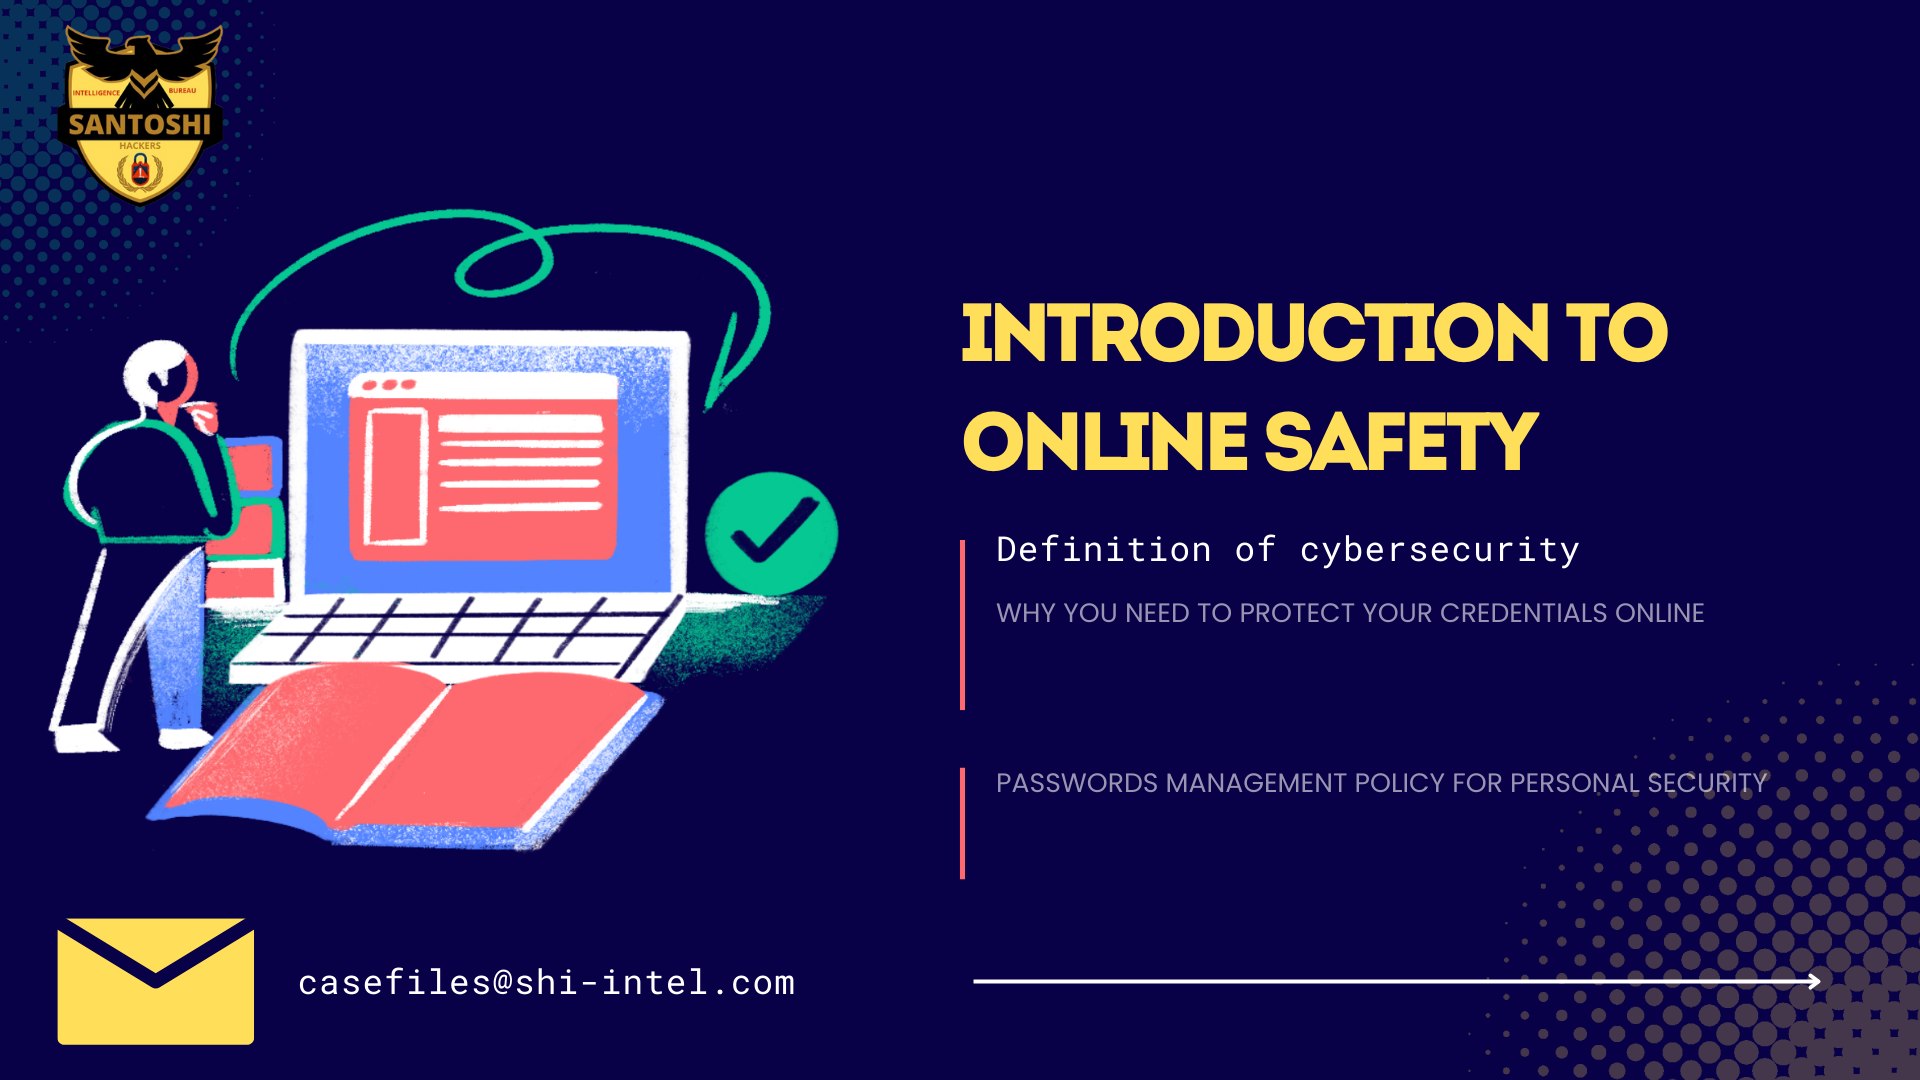 INTELLIGENCE BUREAU
SANTOSHI
HACKERS
INTRODUCTION TO
ONLINE SAFETY
Definition of cybersecurity
WHY YOU NEED TO PROTECT YOUR CREDENTIALS ONLINE
PASSWORDS MANAGEMENT POLICY FOR PERSONAL SECURITY
casefiles@shi-intel.com